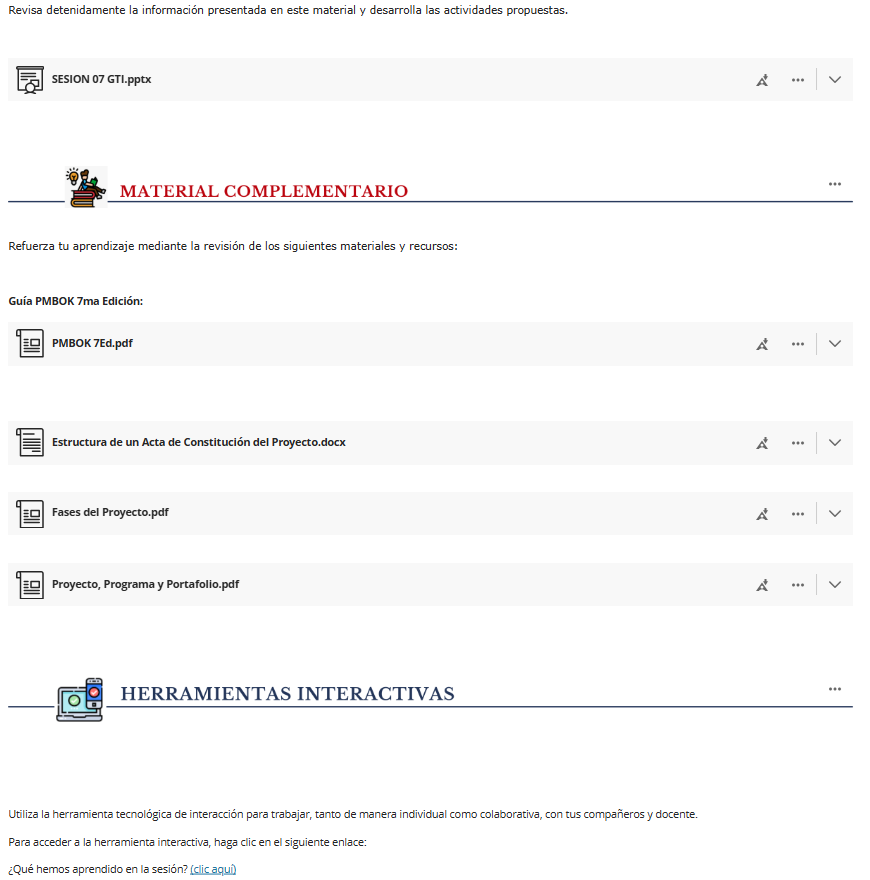 Revisa detenidamente la información presentada en este material y desarrolla las actividades propuestas.
SESION 07 GTI.pptx
MATERIAL COMPLEMENTARIO
Refuerza tu aprendizaje mediante la revisión de los siguientes materiales y recursos:
Guía PMBOK 7ma Edición:
PMBOK 7Ed.pdf
Estructura de un Acta de Constitución del Proyecto.docx
Fases del Proyecto.pdf
Proyecto, Programa y Portafolio.pdf
HERRAMIENTAS INTERACTIVAS
Utiliza la herramienta tecnológica de interacción para trabajar, tanto de manera individual como colaborativa, con tus compañeros y docente.
Para acceder a la herramienta interactiva, haga clic en el siguiente enlace:
¿Qué hemos aprendido en la sesión? (clic aquí)